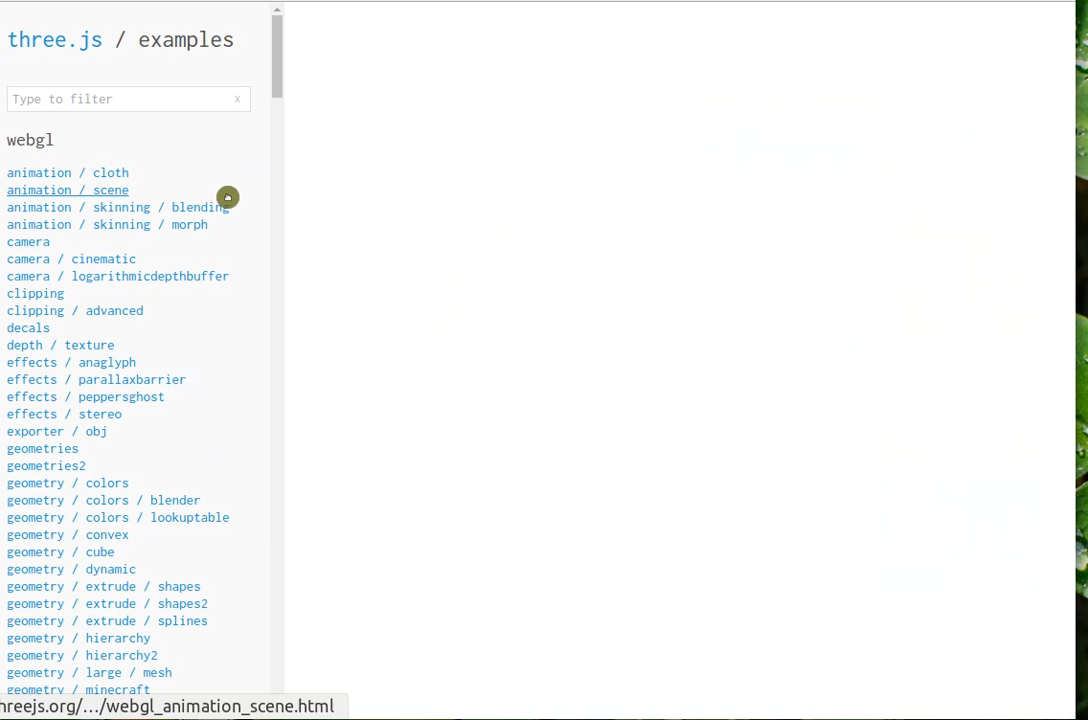 three.js / examples
Type to filter x
webgl
animation / cloth
animation / scene
animation / skinning / blending
animation / skinning / morph
camera
camera / cinematic
camera / logarithmicdepthbuffer
clipping
clipping / advanced
decals
depth / texture
effects / anaglyph
effects / parallaxbarrier
effects / peppersghost
effects / stereo
exporter / obj
geometries
geometries2
geometry / colors
geometry / colors / blender
geometry / colors / lookuptable
geometry / convex
geometry / cube
geometry / dynamic
geometry / extrude / shapes
geometry / extrude / shapes2
geometry / extrude / splines
geometry / hierarchy
geometry / hierarchy2
geometry / large / mesh
geometry / minecraft
hreejs.org/.../webgl_animation_scene.html